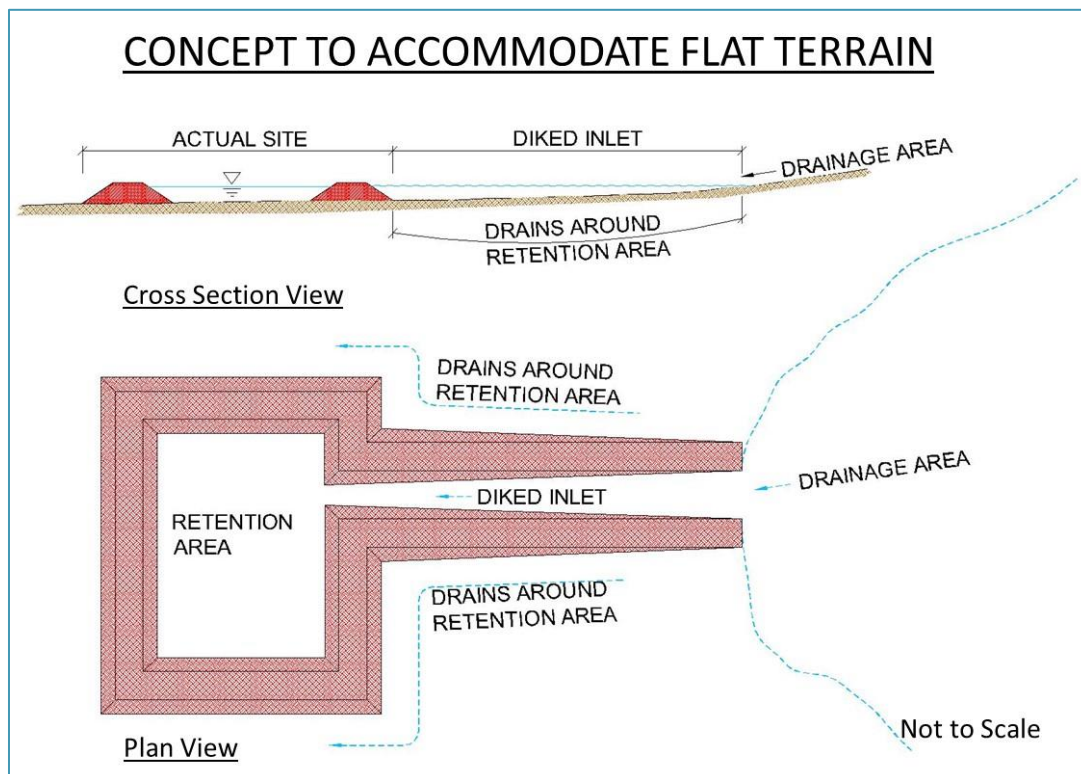 CONCEPT TO ACCOMMODATE FLAT TERRAIN
ACTUAL SITE
DIKED INLET
DRAINAGE AREA
DRAINS AROUND
RETENTION AREA
Cross Section View
DRAINS AROUND
RETENTION AREA
DRAINAGE AREA
DIKED INLET
RETENTION
AREA
DRAINS AROUND
RETENTION AREA
Not to Scale
Plan View